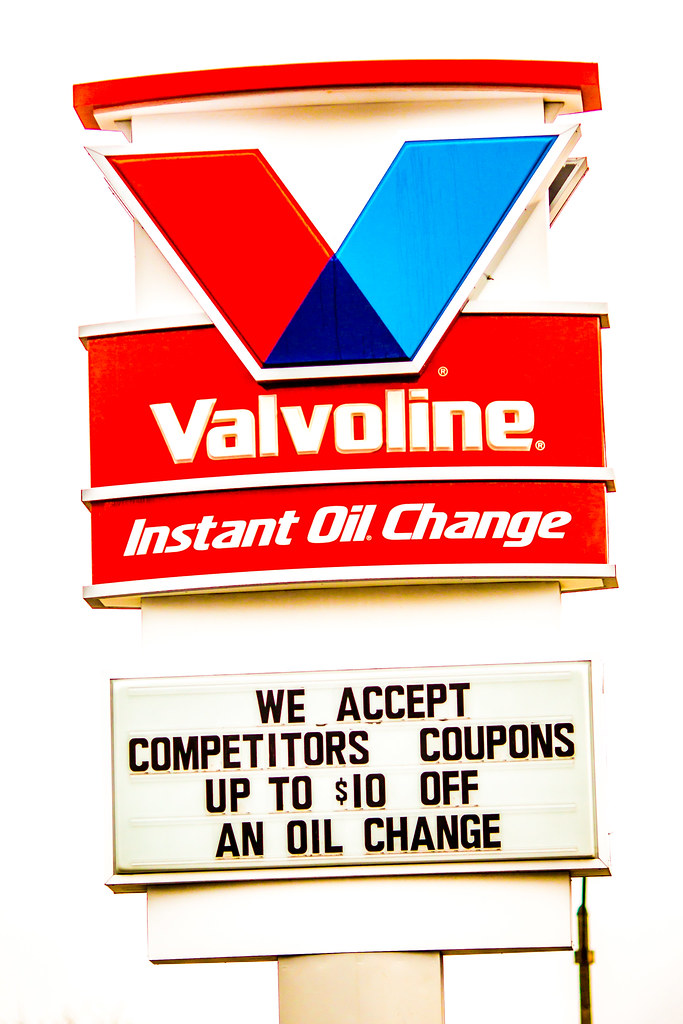 Valvoline®
Instant Oil Change
WE ACCEPT
COMPETITORS COUPONS
UP TO $10 OFF
AN OIL CHANGE